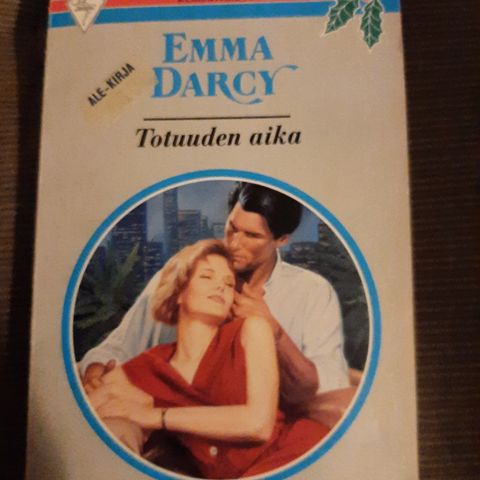 EMMA
DARCY
ALE-KIRJA
Totuuden aika